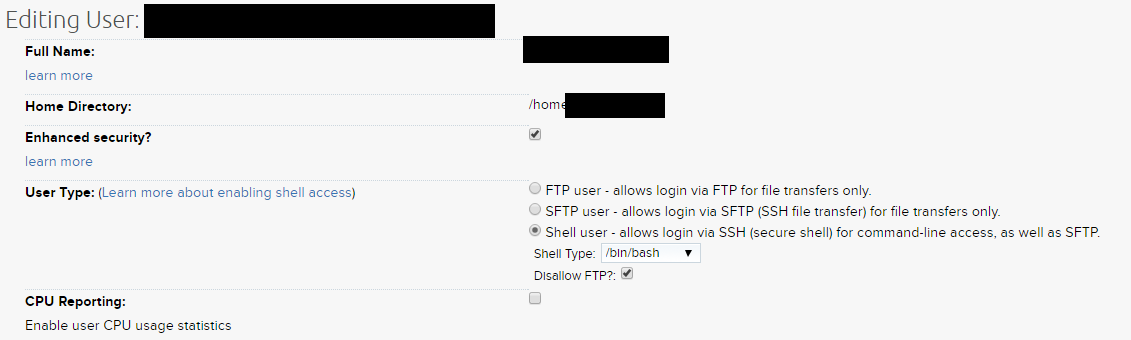 Editing User:
Full Name:
learn more
Home Directory: /home
Enhanced security?
learn more
User Type: (Learn more about enabling shell access) FTP user - allows login via FTP for file transfers only.
SFTP user - allows login via SFTP (SSH file transfer) for file transfers only.
Shell user - allows login via SSH (secure shell) for command-line access, as well as SFTP.
Shell Type: /bin/bash
Disallow FTP?:
CPU Reporting:
Enable user CPU usage statistics